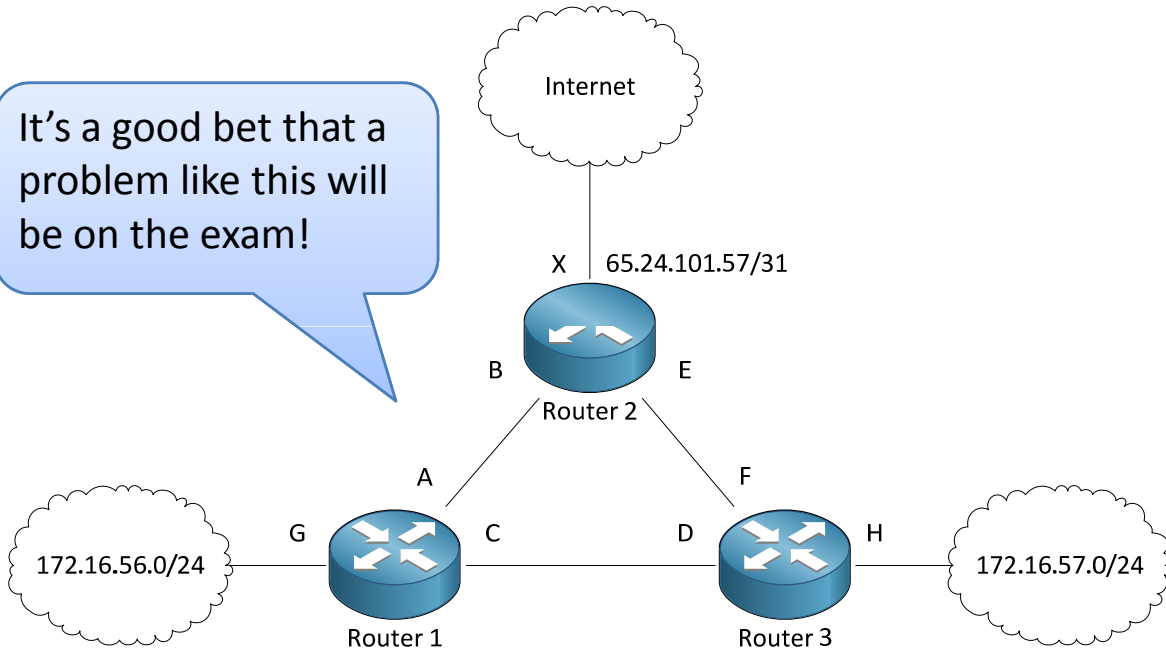 Internet
It’s a good bet that a
problem like this will
be on the exam!
X 65.24.101.57/31
B E
Router 2
A F
G C D H
172.16.56.0/24 172.16.57.0/24
Router 1 Router 3